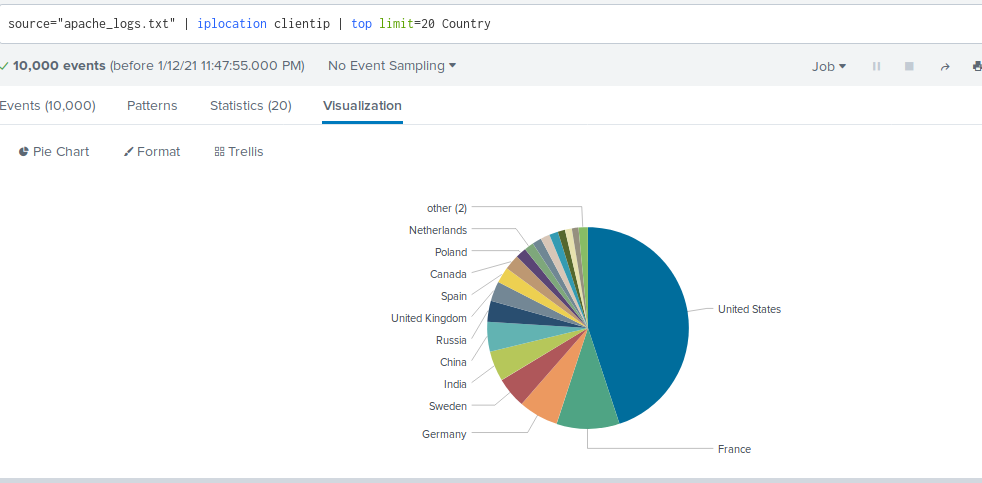 source="apache_logs.txt" | iplocation clientip | top limit=20 Country
10,000 events (before 1/12/21 11:47:55.000 PM) No Event Sampling Job
Events (10,000) Patterns Statistics (20) Visualization
Pie Chart Format Trellis
other (2)
Netherlands
Poland
Canada
Spain
United Kingdom
United States
Russia
China
India
Sweden
Germany
France